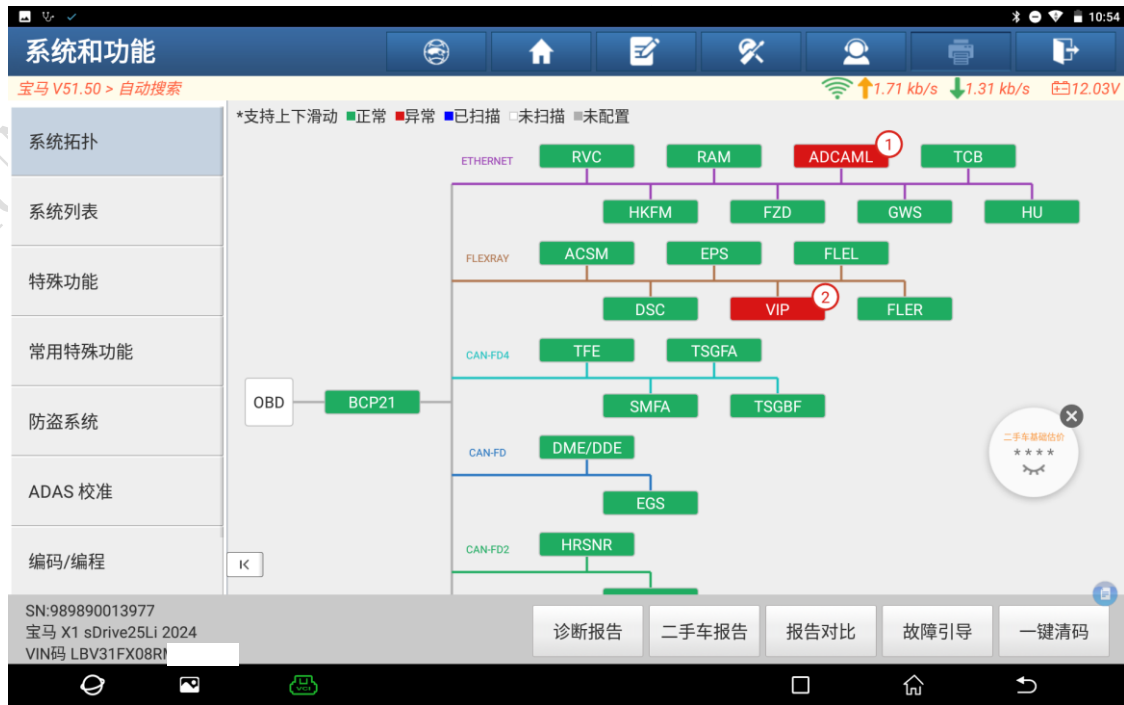 10:54
系统和功能
宝马 V51.50 > 自动搜索
1.71 kb/s 1.31 kb/s 12.03V
系统拓扑
系统列表
特殊功能
常用特殊功能
防盗系统
ADAS 校准
编码/编程
*支持上下滑动 正常 异常 已扫描 未扫描 未配置
ETHERNET RVC RAM ADCAML 1 TCB
HKFM FZD GWS HU
FLEXRAY ACSM EPS FLEL
DSC VIP 2 FLER
CAN-FD4 TFE TSGFA
OBD BCP21 SMFA TSGBF
CAN-FD DME/DDE
EGS
CAN-FD2 HRSNR
二手车基础估价
****
SN:989890013977
宝马 X1 sDrive25Li 2024
VIN码 LBV31FX08R
诊断报告 二手车报告 报告对比 故障引导 一键清码
VCI